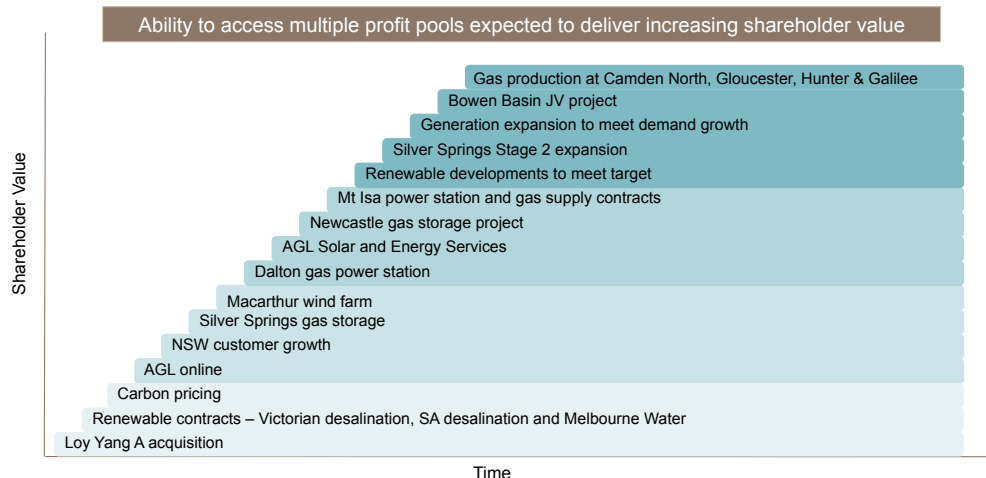 Ability to access multiple profit pools expected to deliver increasing shareholder value
Gas production at Camden North, Gloucester, Hunter & Galilee
Bowen Basin JV project
Generation expansion to meet demand growth
Silver Springs Stage 2 expansion
Renewable developments to meet target
Mt Isa power station and gas supply contracts
Newcastle gas storage project
AGL Solar and Energy Services
Dalton gas power station
Macarthur wind farm
Silver Springs gas storage
NSW customer growth
AGL online
Carbon pricing
Renewable contracts – Victorian desalination, SA desalination and Melbourne Water
Loy Yang A acquisition
Shareholder Value
Time